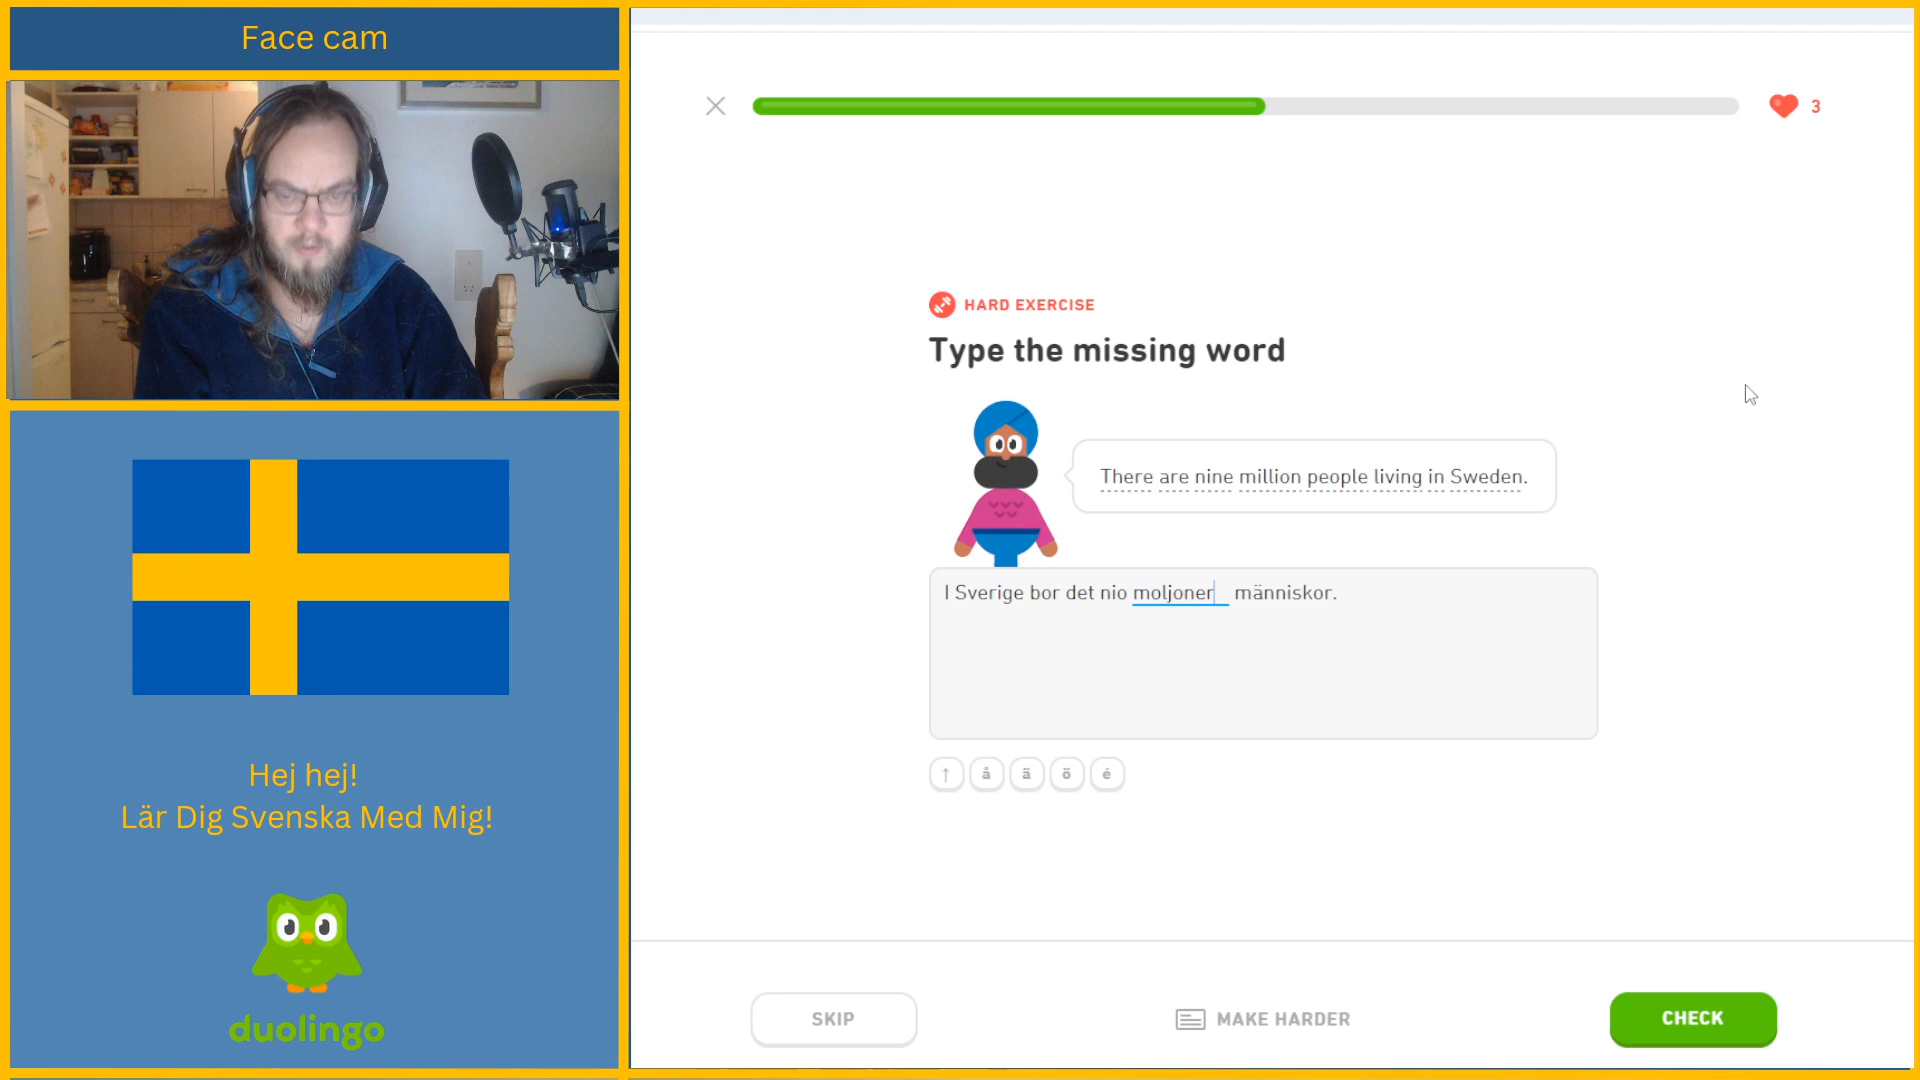 Face cam
3
HARD EXERCISE
Type the missing word
There are nine million people living in Sweden.
I Sverige bor det nio moljoner människor.
↑ å ä ö é
Hej hej!
Lär Dig Svenska Med Mig!
duolingo
SKIP
MAKE HARDER
CHECK